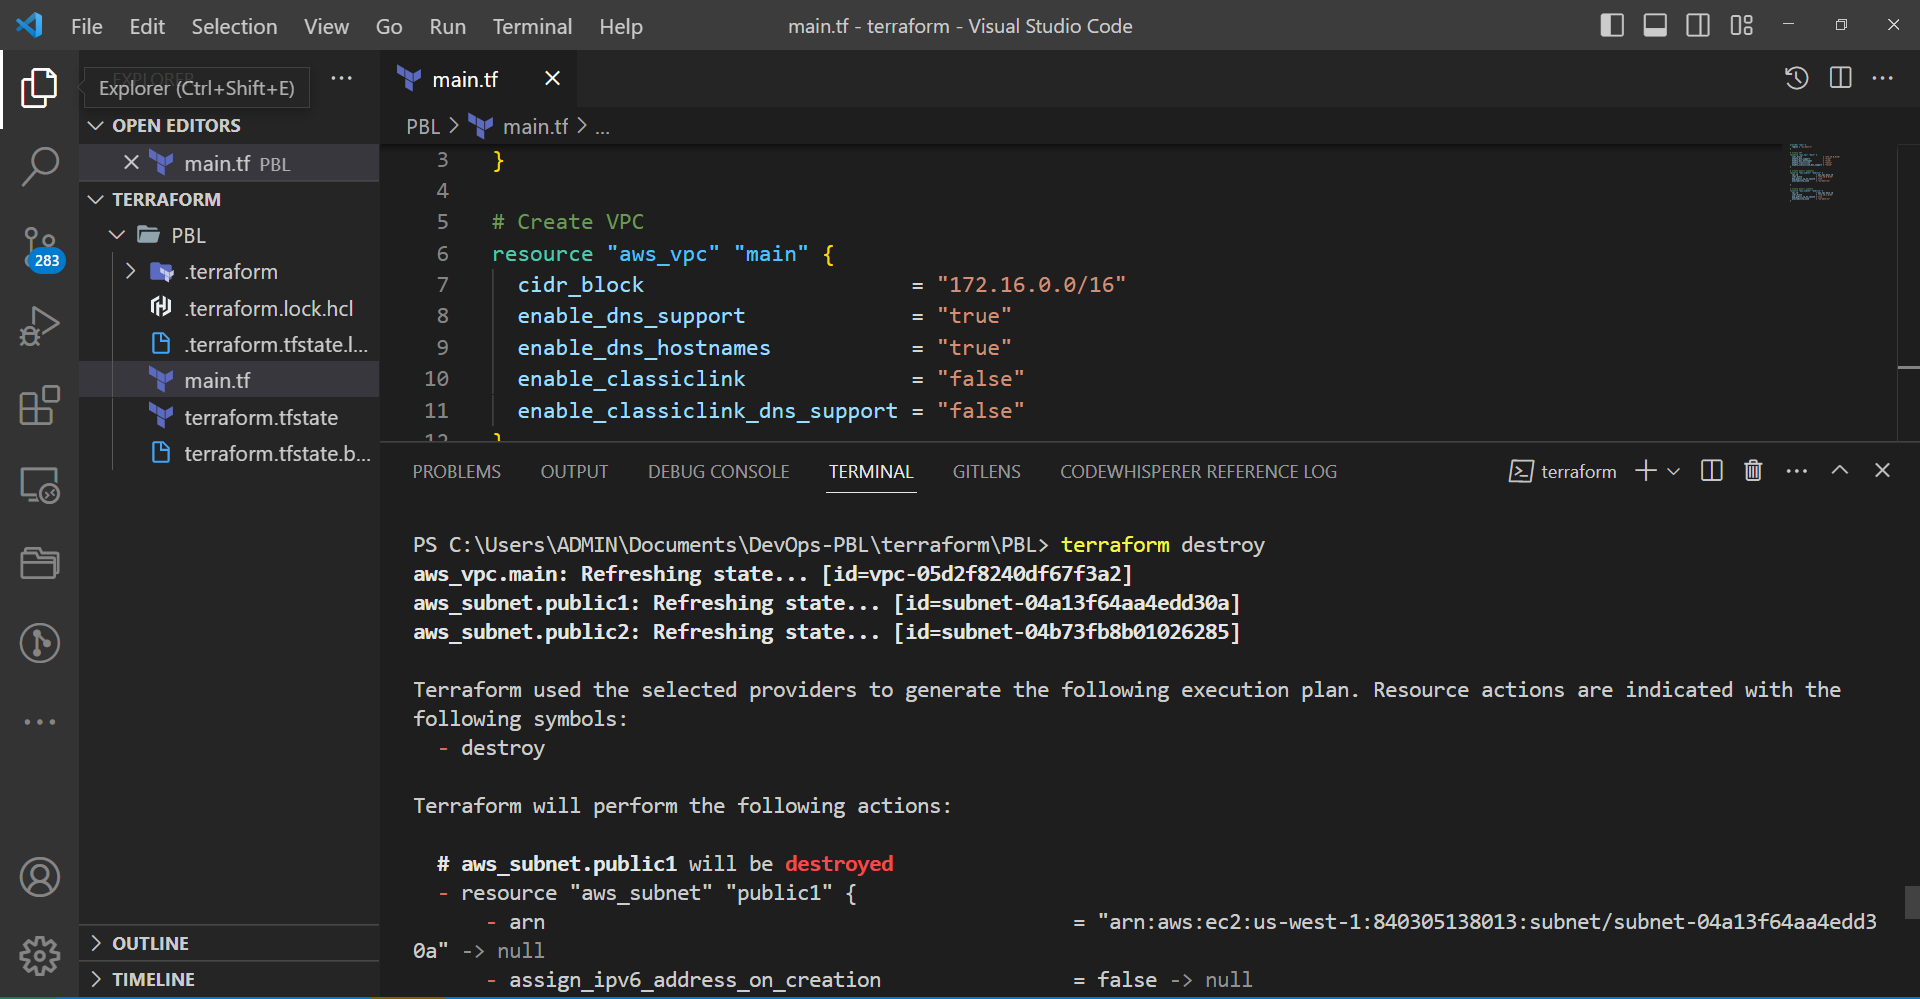 File Edit Selection View Go Run Terminal Help
main.tf - terraform - Visual Studio Code
EXPLORER
Explorer (Ctrl+Shift+E)
OPEN EDITORS
main.tf PBL
TERRAFORM
PBL
.terraform
.terraform.lock.hcl
.terraform.tfstate.l...
main.tf
terraform.tfstate
terraform.tfstate.b...
OUTLINE
TIMELINE
283
main.tf
PBL > main.tf > ...
3 }
4
5 # Create VPC
6 resource "aws_vpc" "main" {
7 cidr_block = "172.16.0.0/16"
8 enable_dns_support = "true"
9 enable_dns_hostnames = "true"
10 enable_classiclink = "false"
11 enable_classiclink_dns_support = "false"
12 }
PROBLEMS OUTPUT DEBUG CONSOLE TERMINAL GITLENS CODEWHISPERER REFERENCE LOG
terraform
PS C:\Users\ADMIN\Documents\DevOps-PBL\terraform\PBL> terraform destroy
aws_vpc.main: Refreshing state... [id=vpc-05d2f8240df67f3a2]
aws_subnet.public1: Refreshing state... [id=subnet-04a13f64aa4edd30a]
aws_subnet.public2: Refreshing state... [id=subnet-04b73fb8b01026285]
Terraform used the selected providers to generate the following execution plan. Resource actions are indicated with the
following symbols:
- destroy
Terraform will perform the following actions:
# aws_subnet.public1 will be destroyed
- resource "aws_subnet" "public1" {
- arn = "arn:aws:ec2:us-west-1:840305138013:subnet/subnet-04a13f64aa4edd3
0a" -> null
- assign_ipv6_address_on_creation = false -> null